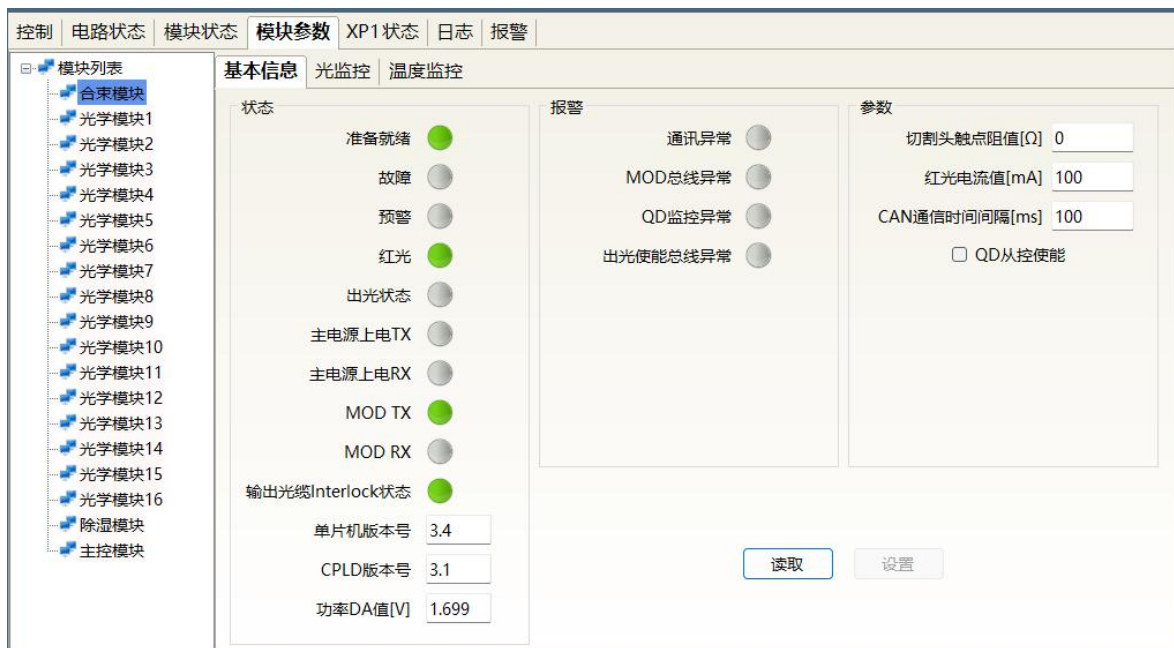 控制 电路状态 模块状态 模块参数 XP1状态 日志 报警
模块列表
合束模块
光学模块1
光学模块2
光学模块3
光学模块4
光学模块5
光学模块6
光学模块7
光学模块8
光学模块9
光学模块10
光学模块11
光学模块12
光学模块13
光学模块14
光学模块15
光学模块16
除湿模块
主控模块
基本信息 光监控 温度监控
状态
准备就绪
故障
预警
红光
出光状态
主电源上电TX
主电源上电RX
MOD TX
MOD RX
输出光缆Interlock状态
单片机版本号 3.4
CPLD版本号 3.1
功率DA值[V] 1.699
报警
通讯异常
MOD总线异常
QD监控异常
出光使能总线异常
参数
切割头触点阻值[Ω] 0
红光电流值[mA] 100
CAN通信时间间隔[ms] 100
QD从控使能
读取 设置